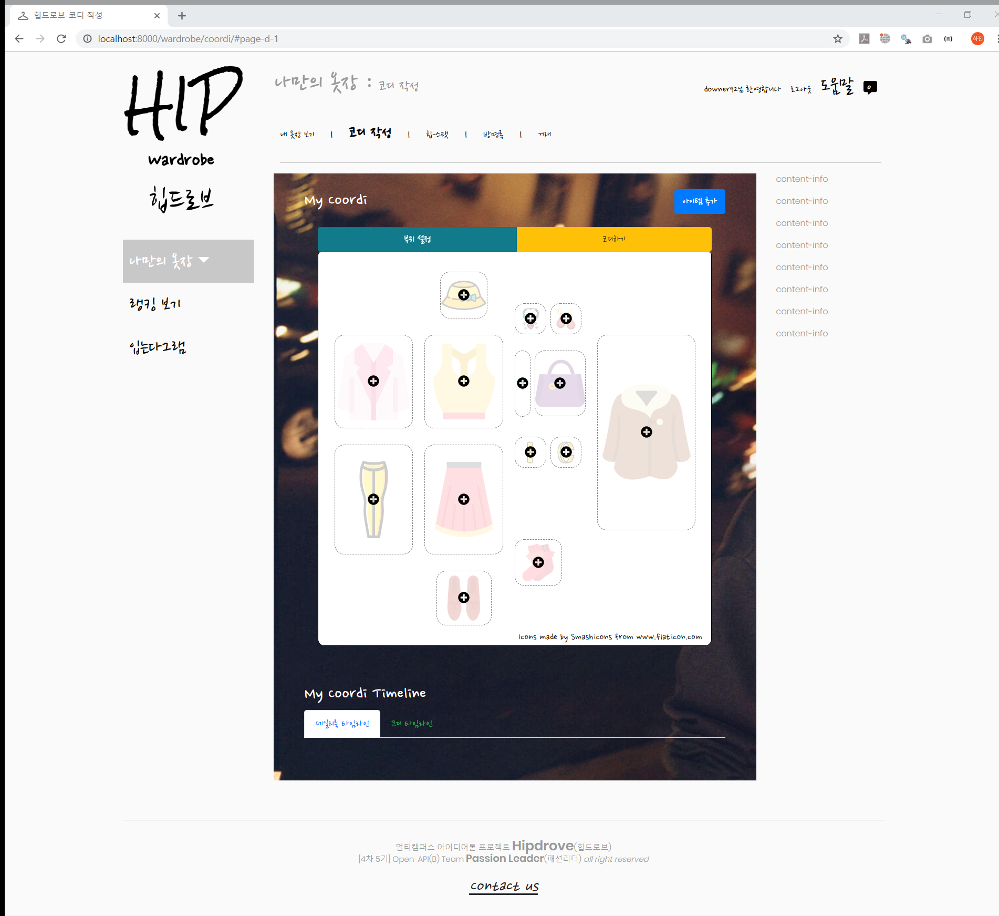 힙드로브-코디 작성
localhost:8000/wardrobe/coordi/#page-d-1
하진
HIP
wardrobe
힙드로브
나만의 옷장 : 코디 작성
downer92님 환영합니다 로그아웃 도움말 0
내 옷장 보기 | 코디 작성 | 힙-스탯 | 방명록 | 거래
나만의 옷장
랭킹 보기
입는다그램
My coordi
아이템 추가
부위 설정 코디하기
Icons made by Smashicons from www.flaticon.com
My coordi Timeline
데일리룩 타임라인 코디 타임라인
content-info
content-info
content-info
content-info
content-info
content-info
content-info
content-info
멀티캠퍼스 아이디어톤 프로젝트 Hipdrove(힙드로브)
[4차 5기] Open-API(B) Team Passion Leader(패션리더) all right reserved
contact us